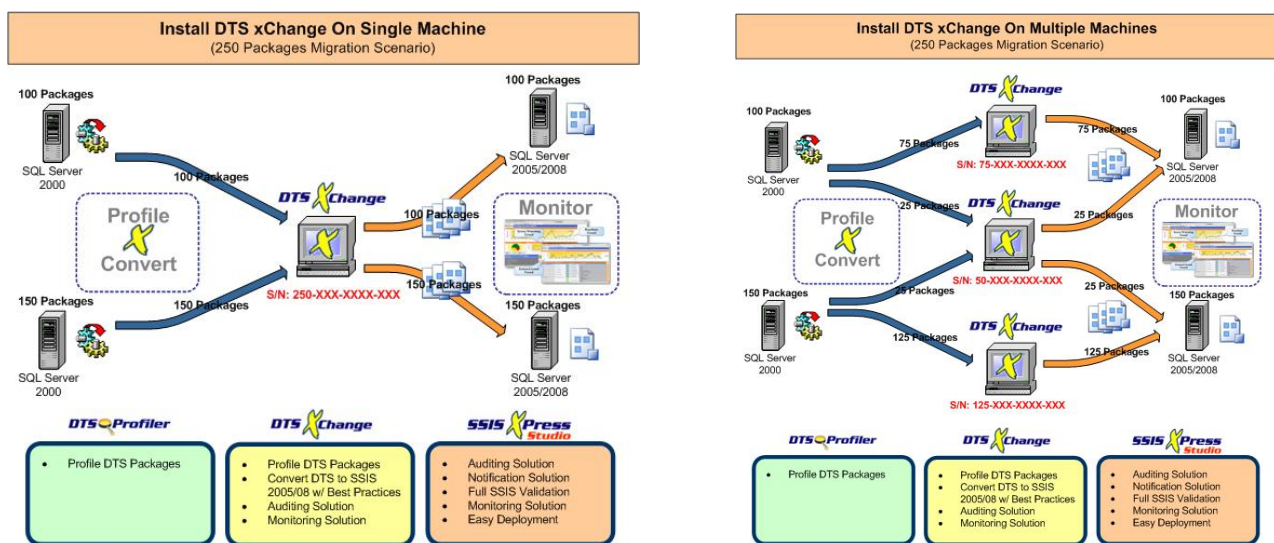 Install DTS xChange On Single Machine
(250 Packages Migration Scenario)
100 Packages
SQL Server
2000
100 Packages
Profile
X
Convert
DTS XChange
S/N: 250-XXX-XXXX-XXX
150 Packages
150 Packages
SQL Server
2000
100 Packages
SQL Server
2005/2008
100 Packages
Monitor
150 Packages
150 Packages
SQL Server
2005/2008
DTS Profiler
• Profile DTS Packages
DTS XChange
• Profile DTS Packages
• Convert DTS to SSIS
2005/08 w/ Best Practices
• Auditing Solution
• Monitoring Solution
SSIS XPress
Studio
• Auditing Solution
• Notification Solution
• Full SSIS Validation
• Monitoring Solution
• Easy Deployment
Install DTS xChange On Multiple Machines
(250 Packages Migration Scenario)
100 Packages
SQL Server
2000
75 Packages
25 Packages
Profile
X
Convert
150 Packages
SQL Server
2000
25 Packages
125 Packages
DTS XChange
S/N: 75-XXX-XXXX-XXX
DTS XChange
S/N: 50-XXX-XXXX-XXX
DTS XChange
S/N: 125-XXX-XXXX-XXX
75 Packages
25 Packages
100 Packages
SQL Server
2005/2008
Monitor
25 Packages
125 Packages
150 Packages
SQL Server
2005/2008
DTS Profiler
• Profile DTS Packages
DTS XChange
• Profile DTS Packages
• Convert DTS to SSIS
2005/08 w/ Best Practices
• Auditing Solution
• Monitoring Solution
SSIS XPress
Studio
• Auditing Solution
• Notification Solution
• Full SSIS Validation
• Monitoring Solution
• Easy Deployment